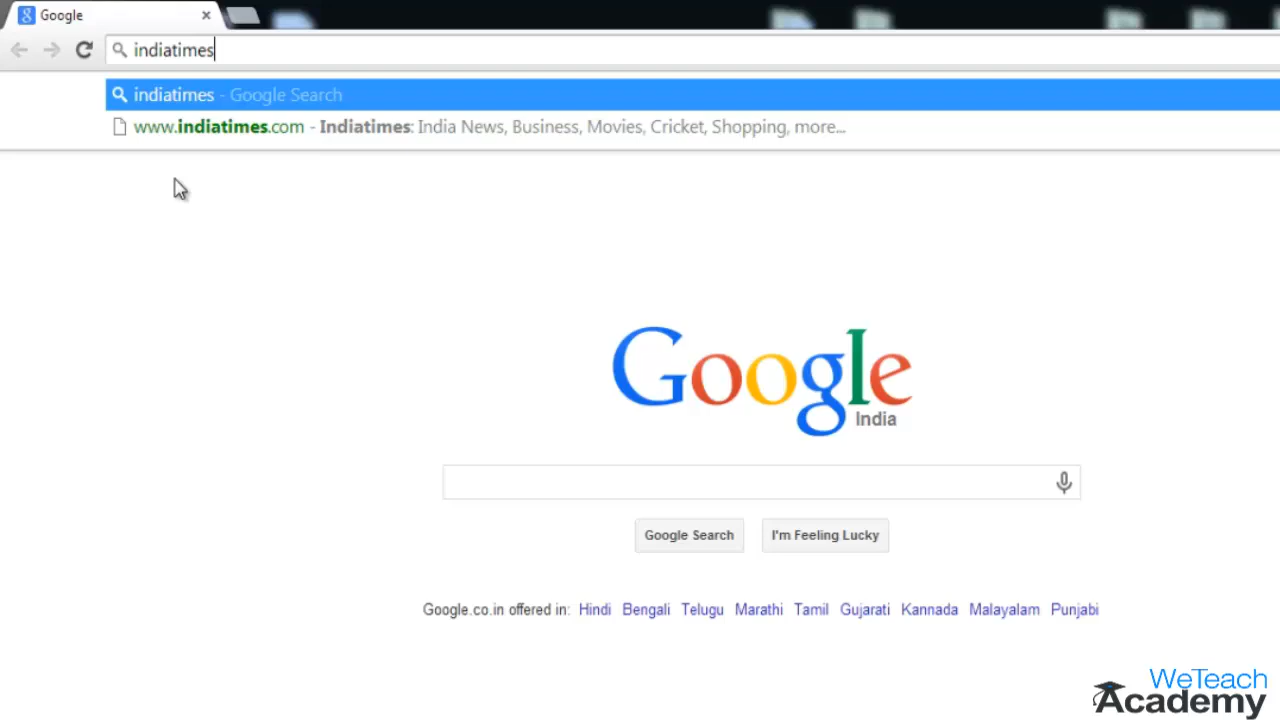 Google
indiatimes
indiatimes - Google Search
www.indiatimes.com - Indiatimes: India News, Business, Movies, Cricket, Shopping, more...
Google
India
Google Search I'm Feeling Lucky
Google.co.in offered in: Hindi Bengali Telugu Marathi Tamil Gujarati Kannada Malayalam Punjabi
WeTeach
Academy